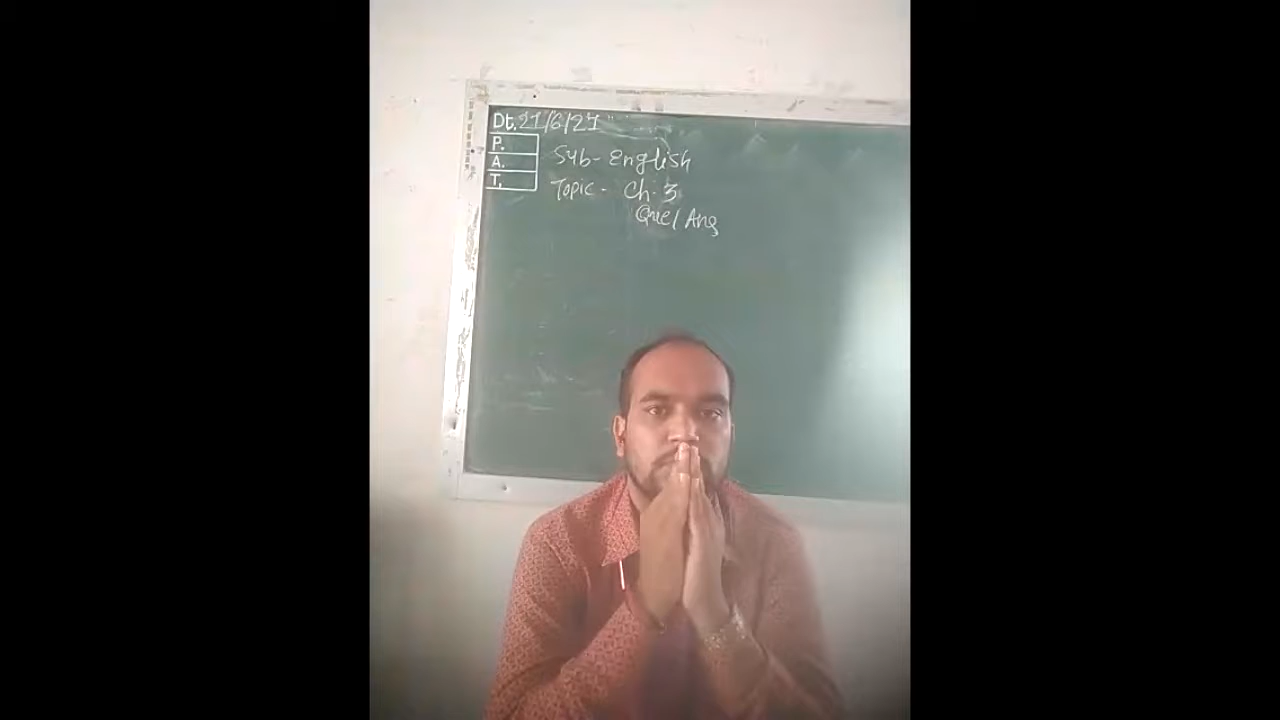 Dt. 21/6/21
P.
A.
T.
Sub- English
Topic - Ch-3
Que/Ans